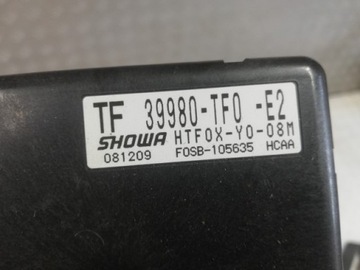 TF 39980-TF0 -E2
SHOWA HTF0X-Y0-08M
081209 F0SB-105635 HCAA